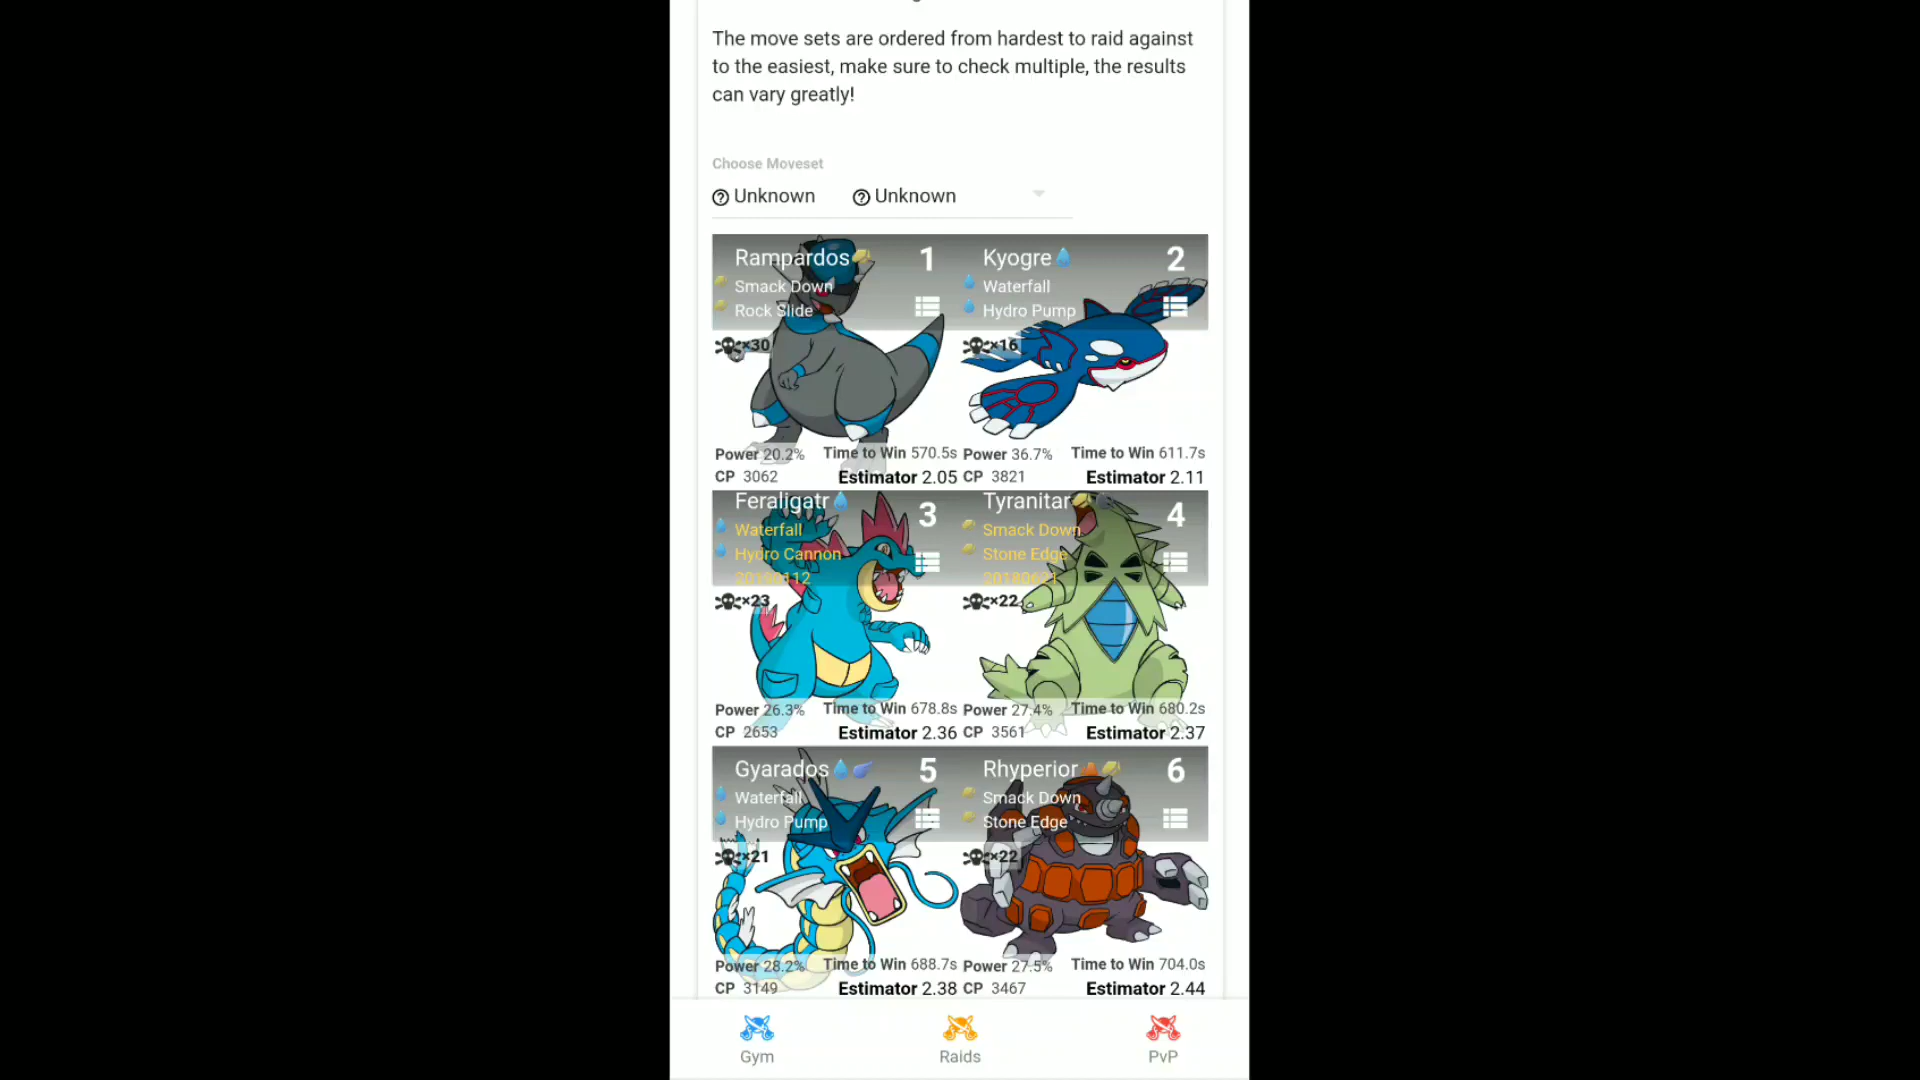 The move sets are ordered from hardest to raid against
to the easiest, make sure to check multiple, the results
can vary greatly!
Choose Moveset
Unknown Unknown
Rampardos 1
Smack Down
Rock Slide
×30
Power 20.2% Time to Win 570.5s
CP 3062 Estimator 2.05
Kyogre 2
Waterfall
Hydro Pump
×16
Power 36.7% Time to Win 611.7s
CP 3821 Estimator 2.11
Feraligatr 3
Waterfall
Hydro Cannon
×23
Power 26.3% Time to Win 678.8s
CP 2653 Estimator 2.36
Tyranitar 4
Smack Down
Stone Edge
×22
Power 27.4% Time to Win 680.2s
CP 3561 Estimator 2.37
Gyarados 5
Waterfall
Hydro Pump
×21
Power 28.2% Time to Win 688.7s
CP 3149 Estimator 2.38
Rhyperior 6
Smack Down
Stone Edge
×22
Power 27.5% Time to Win 704.0s
CP 3467 Estimator 2.44
Gym Raids PvP